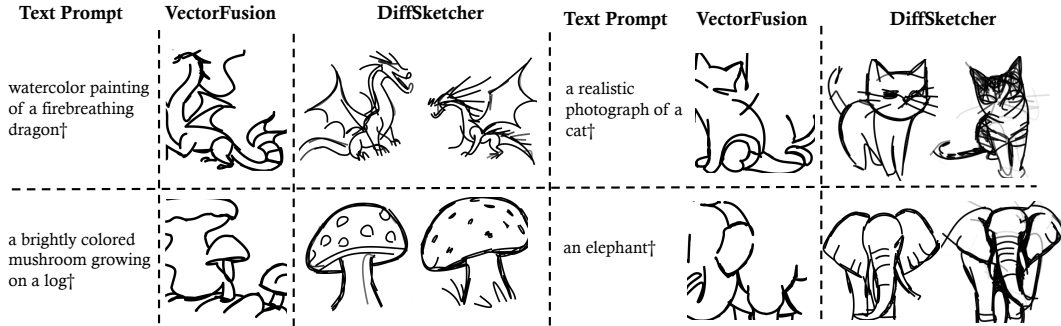 Text Prompt VectorFusion DiffSketcher Text Prompt VectorFusion DiffSketcher
watercolor painting
of a firebreathing
dragon†
a realistic
photograph of a
cat†
a brightly colored
mushroom growing
on a log†
an elephant†